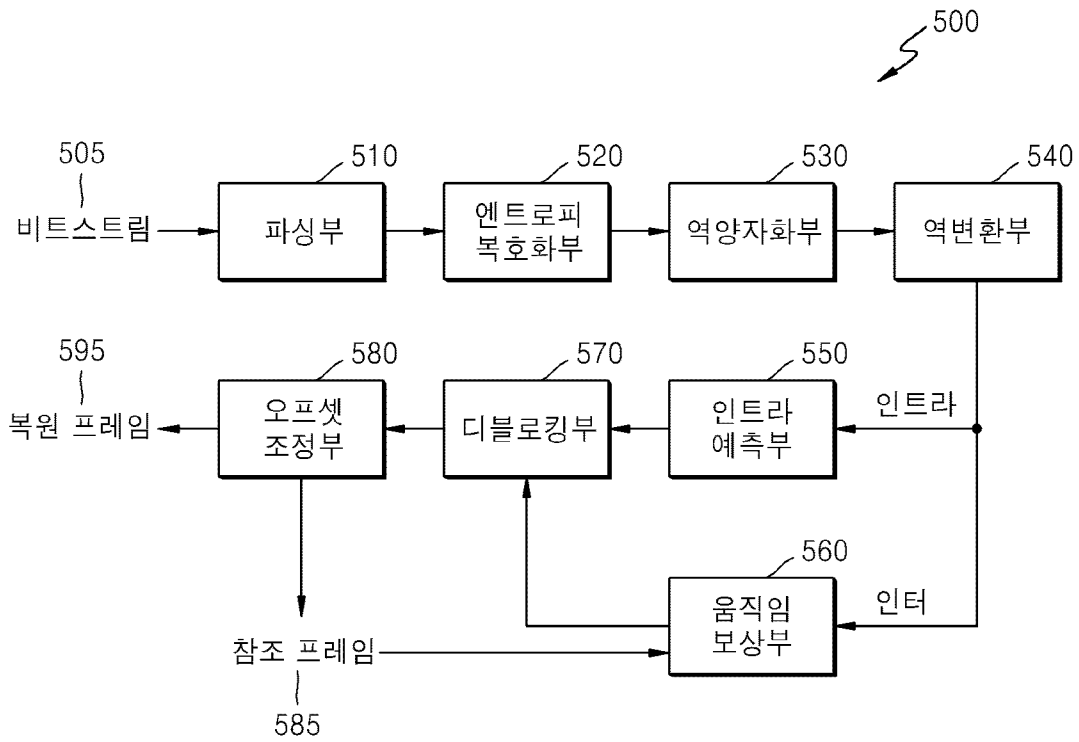 500
505
510
520
530
540
비트스트림
파싱부
엔트로피
복호화부
역양자화부
역변환부
595
580
570
550
복원 프레임
오프셋
조정부
디블로킹부
인트라
예측부
인트라
560
움직임
보상부
인터
참조 프레임
585